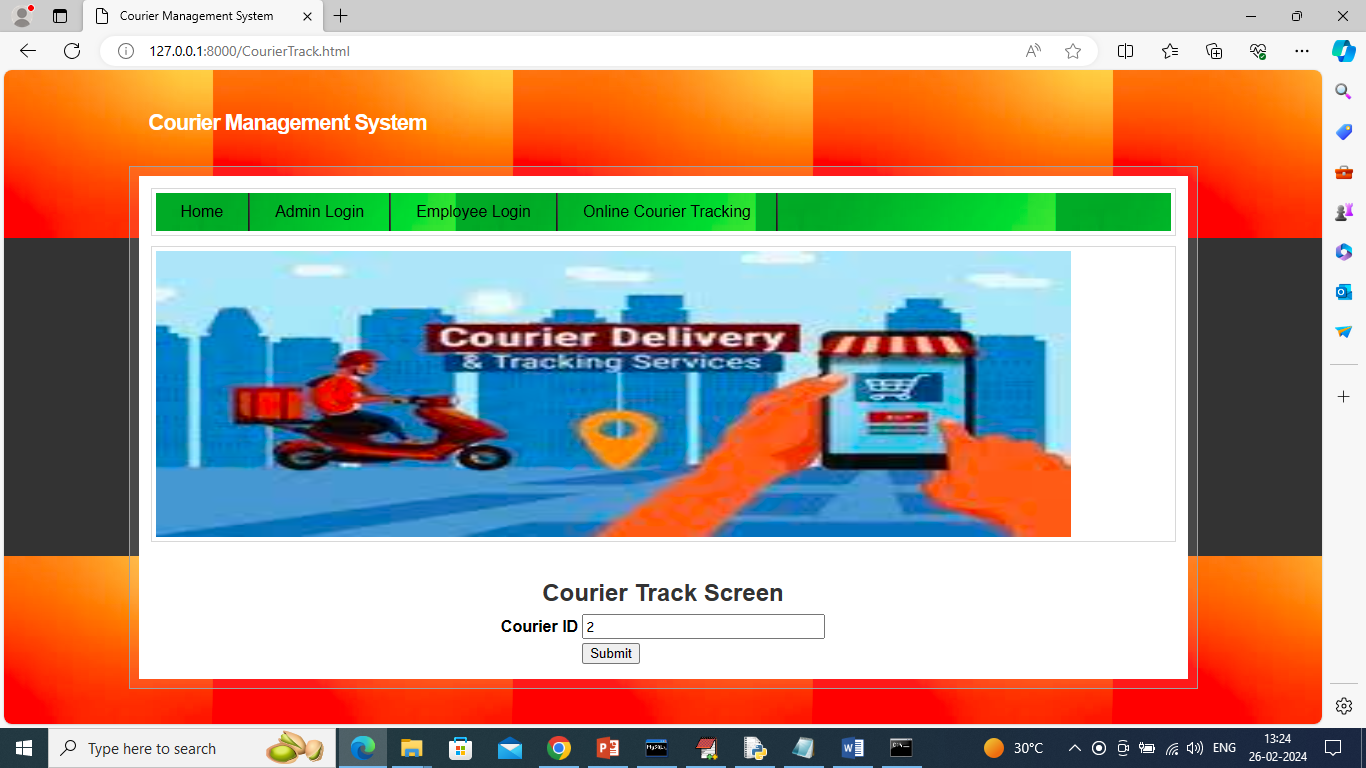 Courier Management System
127.0.0.1:8000/CourierTrack.html
Courier Management System
Home Admin Login Employee Login Online Courier Tracking
Courier Delivery
& Tracking Services
Courier Track Screen
Courier ID 2
Submit
Type here to search
30°C
ENG
13:24
26-02-2024